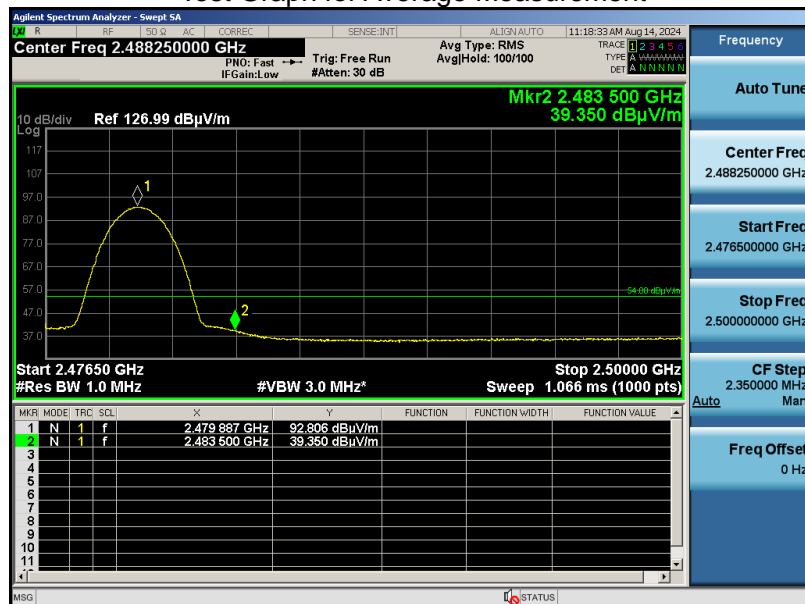 Test Graph for Average Measurement
Agilent Spectrum Analyzer - Swept SA
LXI R RF 50 Ω AC CORREC SENSE:INT ALIGN AUTO 11:18:33 AM Aug 14, 2024
Center Freq 2.488250000 GHz
PNO: Fast
IFGain:Low
Trig: Free Run
#Atten: 30 dB
Avg Type: RMS
Avg|Hold: 100/100
TRACE 1 2 3 4 5 6
TYPE A WWWWW
DET A N N N N N
Mkr2 2.483 500 GHz
39.350 dBµV/m
10 dB/div Ref 126.99 dBµV/m
Log
117
107
97.0
87.0
77.0
67.0
57.0
47.0
37.0
1
2
54.00 dBµV/m
Start 2.47650 GHz Stop 2.50000 GHz
#Res BW 1.0 MHz #VBW 3.0 MHz* Sweep 1.066 ms (1000 pts)
MKR MODE TRC SCL X Y FUNCTION FUNCTION WIDTH FUNCTION VALUE
1 N 1 f 2.479 887 GHz 92.806 dBµV/m
2 N 1 f 2.483 500 GHz 39.350 dBµV/m
3
4
5
6
7
8
9
10
11
MSG STATUS
Frequency
Auto Tune
Center Freq
2.488250000 GHz
Start Freq
2.476500000 GHz
Stop Freq
2.500000000 GHz
CF Step
2.350000 MHz
Auto Man
Freq Offset
0 Hz